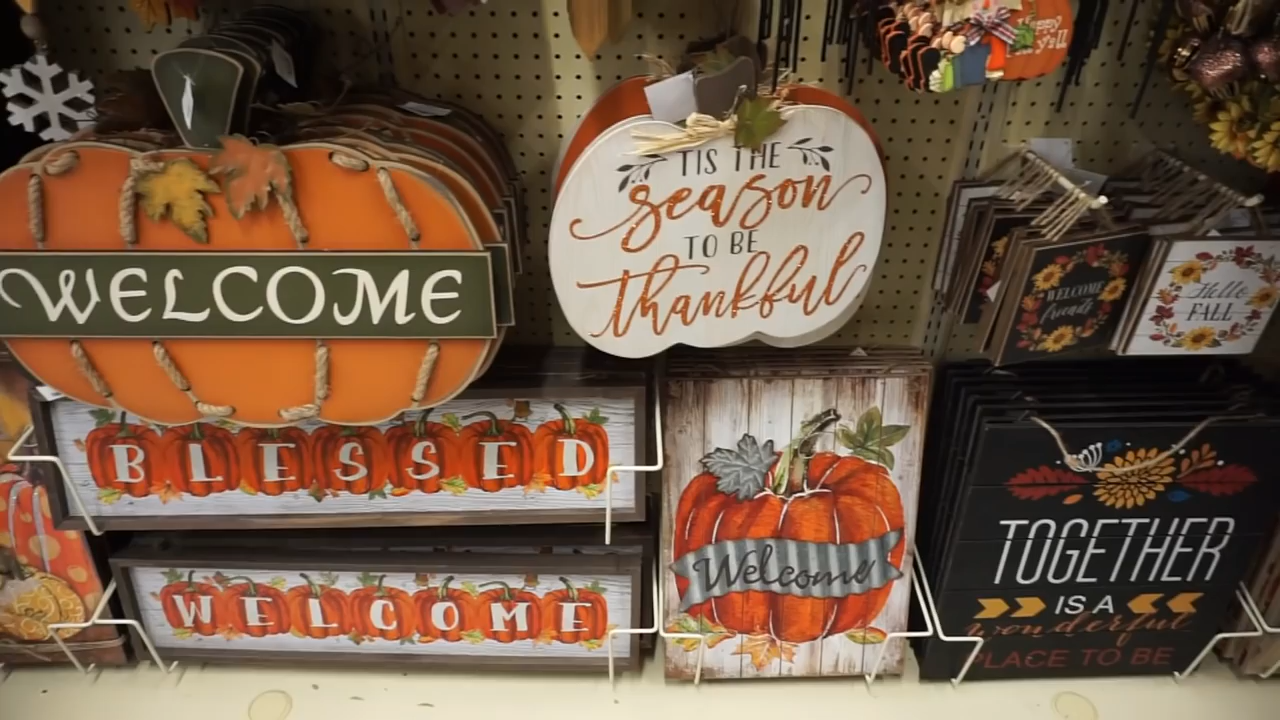 WELCOME
TIS THE
season
TO BE
thankful
WELCOME
friends
Hello
FALL
BLESSED
WELCOME
Welcome
TOGETHER
IS A
wonderful
PLACE TO BE